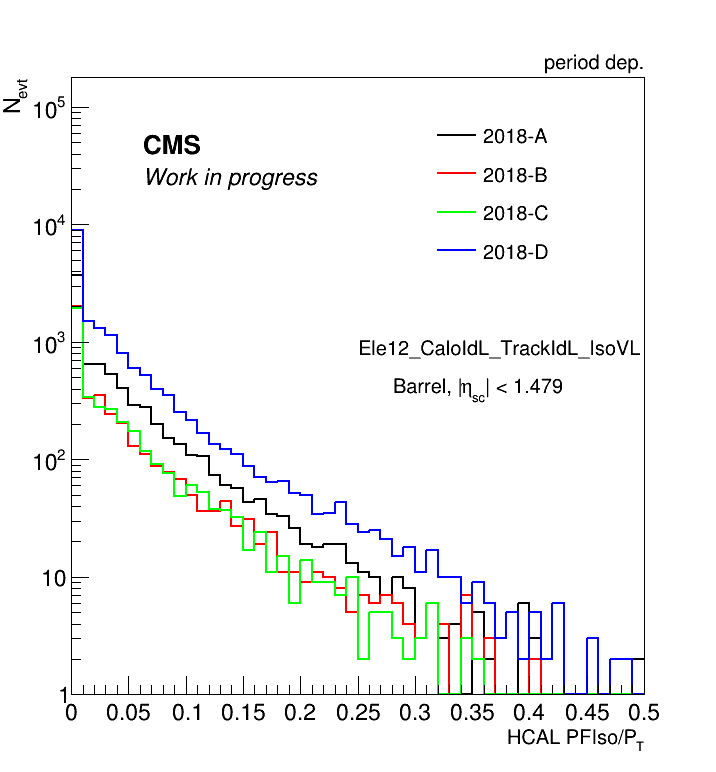 period dep.
N_evt
CMS
Work in progress
2018-A
2018-B
2018-C
2018-D
Ele12_CaloIdL_TrackIdL_IsoVL
Barrel, |η_sc| < 1.479
10^5
10^4
10^3
10^2
10
1
0 0.05 0.1 0.15 0.2 0.25 0.3 0.35 0.4 0.45 0.5
HCAL PFIso/P_T